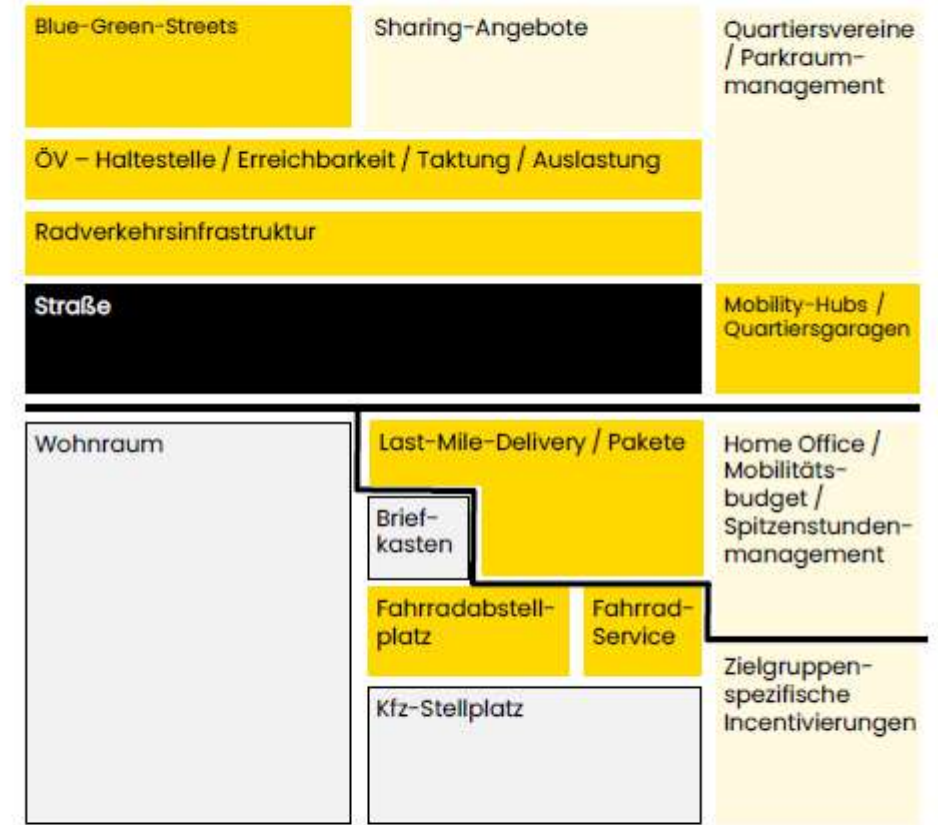 Blue-Green-Streets
Sharing-Angebote
Quartiersvereine
/ Parkraum-
management
ÖV – Haltestelle / Erreichbarkeit / Taktung / Auslastung
Radverkehrsinfrastruktur
Straße
Mobility-Hubs /
Quartiersgaragen
Wohnraum
Last-Mile-Delivery / Pakete
Home Office /
Mobilitäts-
budget /
Spitzenstunden-
management
Brief-
kasten
Fahrradabstell-
platz
Fahrrad-
Service
Zielgruppen-
spezifische
Incentivierungen
Kfz-Stellplatz